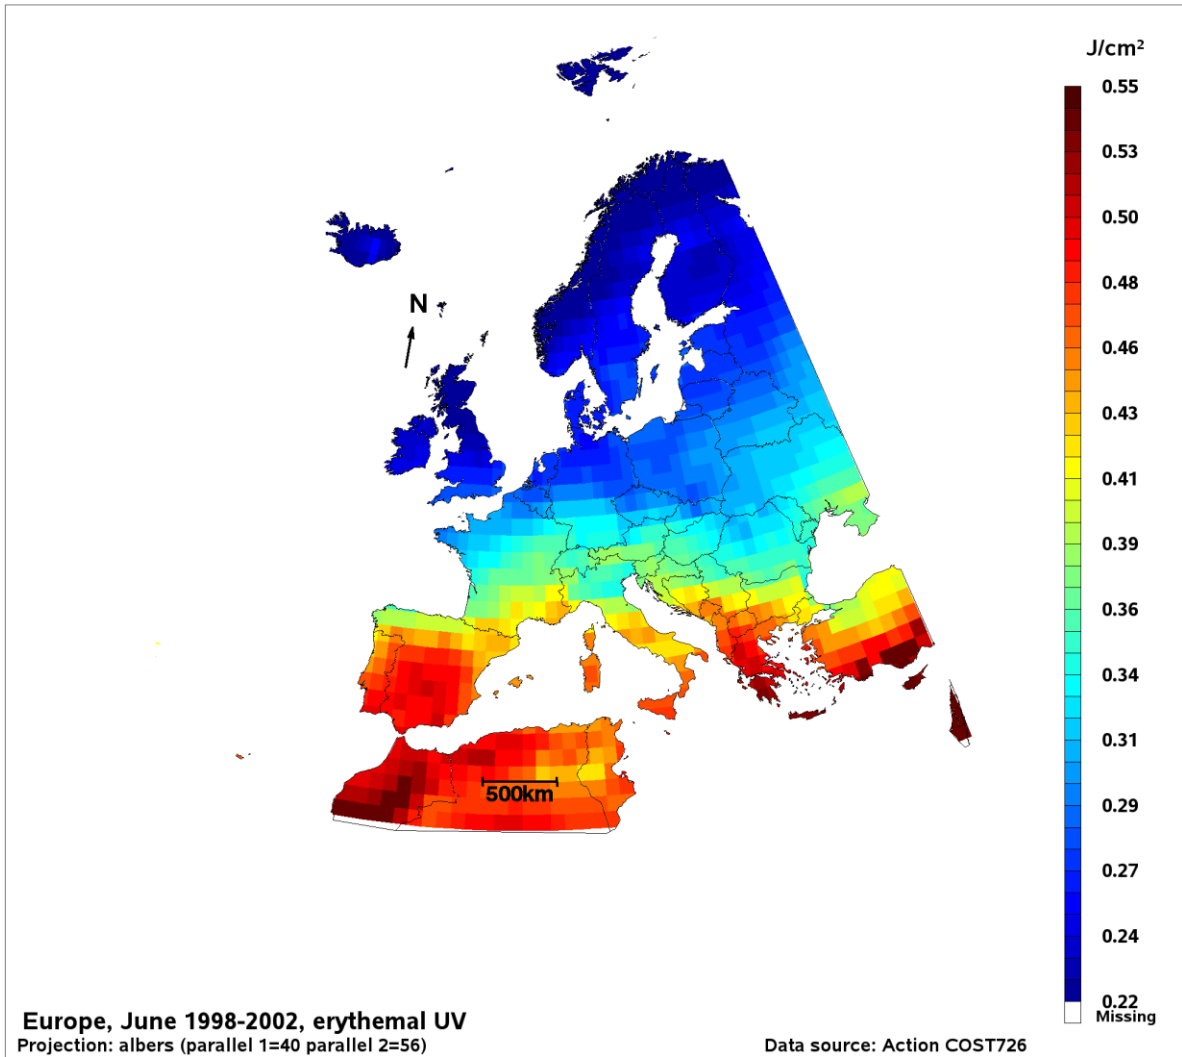 J/cm²
0.55
0.53
0.50
0.48
0.46
0.43
0.41
0.39
0.36
0.34
0.31
0.29
0.27
0.24
0.22
Missing
N
500km
Europe, June 1998-2002, erythemal UV
Projection: albers (parallel 1=40 parallel 2=56)
Data source: Action COST726